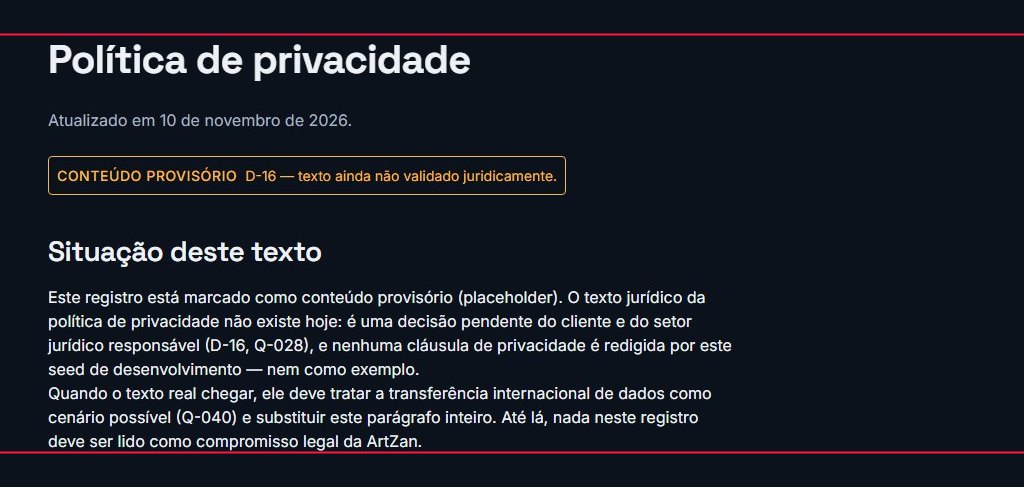 Política de privacidade
Atualizado em 10 de novembro de 2026.
CONTEÚDO PROVISÓRIO D-16 — texto ainda não validado juridicamente.
Situação deste texto
Este registro está marcado como conteúdo provisório (placeholder). O texto jurídico da
política de privacidade não existe hoje: é uma decisão pendente do cliente e do setor
jurídico responsável (D-16, Q-028), e nenhuma cláusula de privacidade é redigida por este
seed de desenvolvimento — nem como exemplo.
Quando o texto real chegar, ele deve tratar a transferência internacional de dados como
cenário possível (Q-040) e substituir este parágrafo inteiro. Até lá, nada neste registro
deve ser lido como compromisso legal da ArtZan.